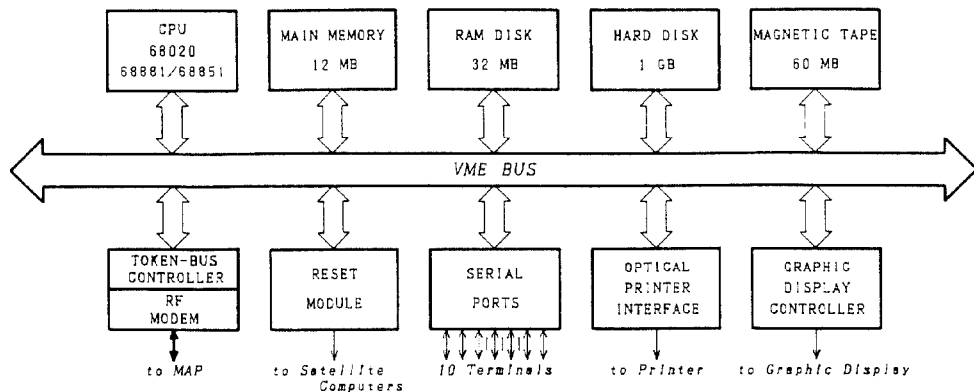 CPU
68020
68881/68851
MAIN MEMORY
12 MB
RAM DISK
32 MB
HARD DISK
1 GB
MAGNETIC TAPE
60 MB
VME BUS
TOKEN-BUS
CONTROLLER
RF
MODEM
RESET
MODULE
SERIAL
PORTS
OPTICAL
PRINTER
INTERFACE
GRAPHIC
DISPLAY
CONTROLLER
to MAP
to Satellite
Computers
10 Terminals
to Printer
to Graphic Display